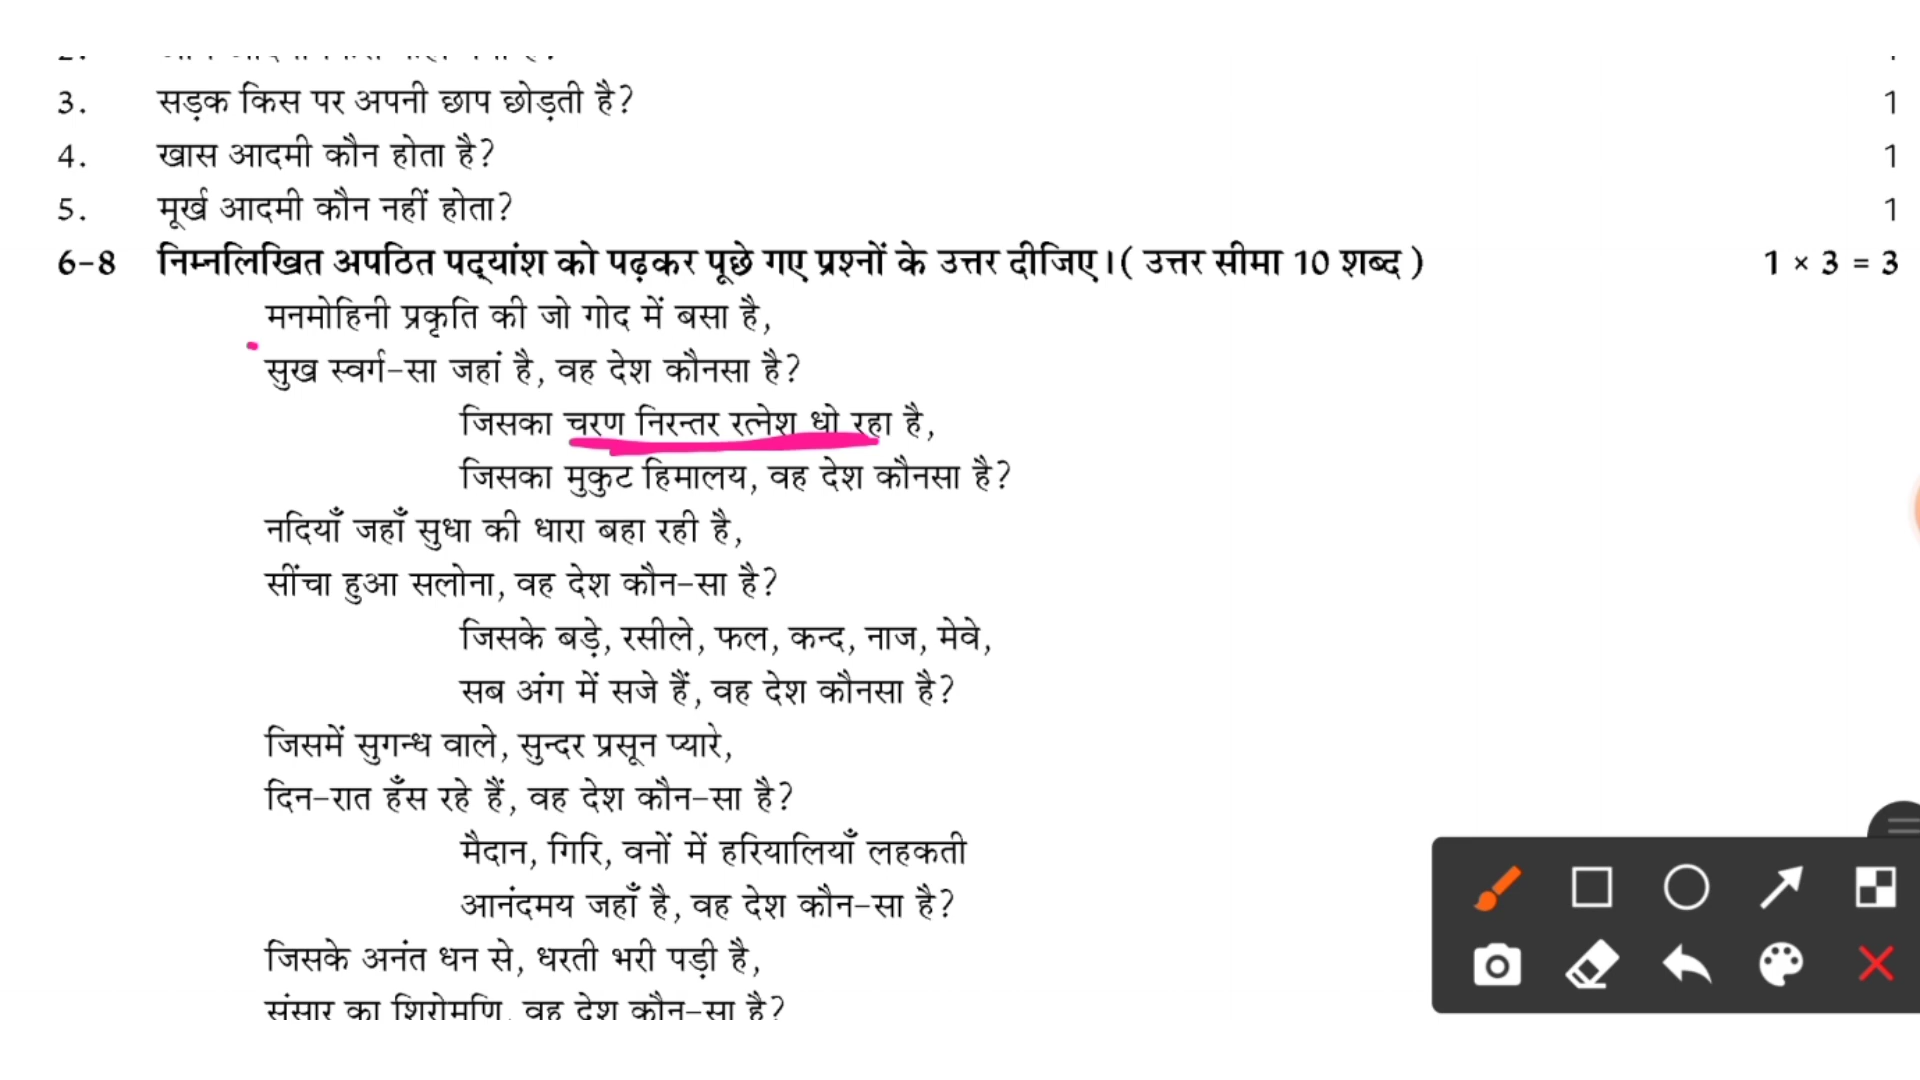 3. सड़क किस पर अपनी छाप छोड़ती है? 1
4. खास आदमी कौन होता है? 1
5. मूर्ख आदमी कौन नहीं होता? 1
6-8 निम्नलिखित अपठित पद्यांश को पढ़कर पूछे गए प्रश्नों के उत्तर दीजिए।( उत्तर सीमा 10 शब्द ) 1 × 3 = 3
मनमोहिनी प्रकृति की जो गोद में बसा है,
सुख स्वर्ग-सा जहां है, वह देश कौनसा है?
जिसका चरण निरन्तर रत्नेश धो रहा है,
जिसका मुकुट हिमालय, वह देश कौनसा है?
नदियाँ जहाँ सुधा की धारा बहा रही है,
सींचा हुआ सलोना, वह देश कौन-सा है?
जिसके बड़े, रसीले, फल, कन्द, नाज, मेवे,
सब अंग में सजे हैं, वह देश कौनसा है?
जिसमें सुगन्ध वाले, सुन्दर प्रसून प्यारे,
दिन-रात हँस रहे हैं, वह देश कौन-सा है?
मैदान, गिरि, वनों में हरियालियाँ लहकती
आनंदमय जहाँ है, वह देश कौन-सा है?
जिसके अनंत धन से, धरती भरी पड़ी है,
संसार का शिरोमणि, वह देश कौन-सा है?